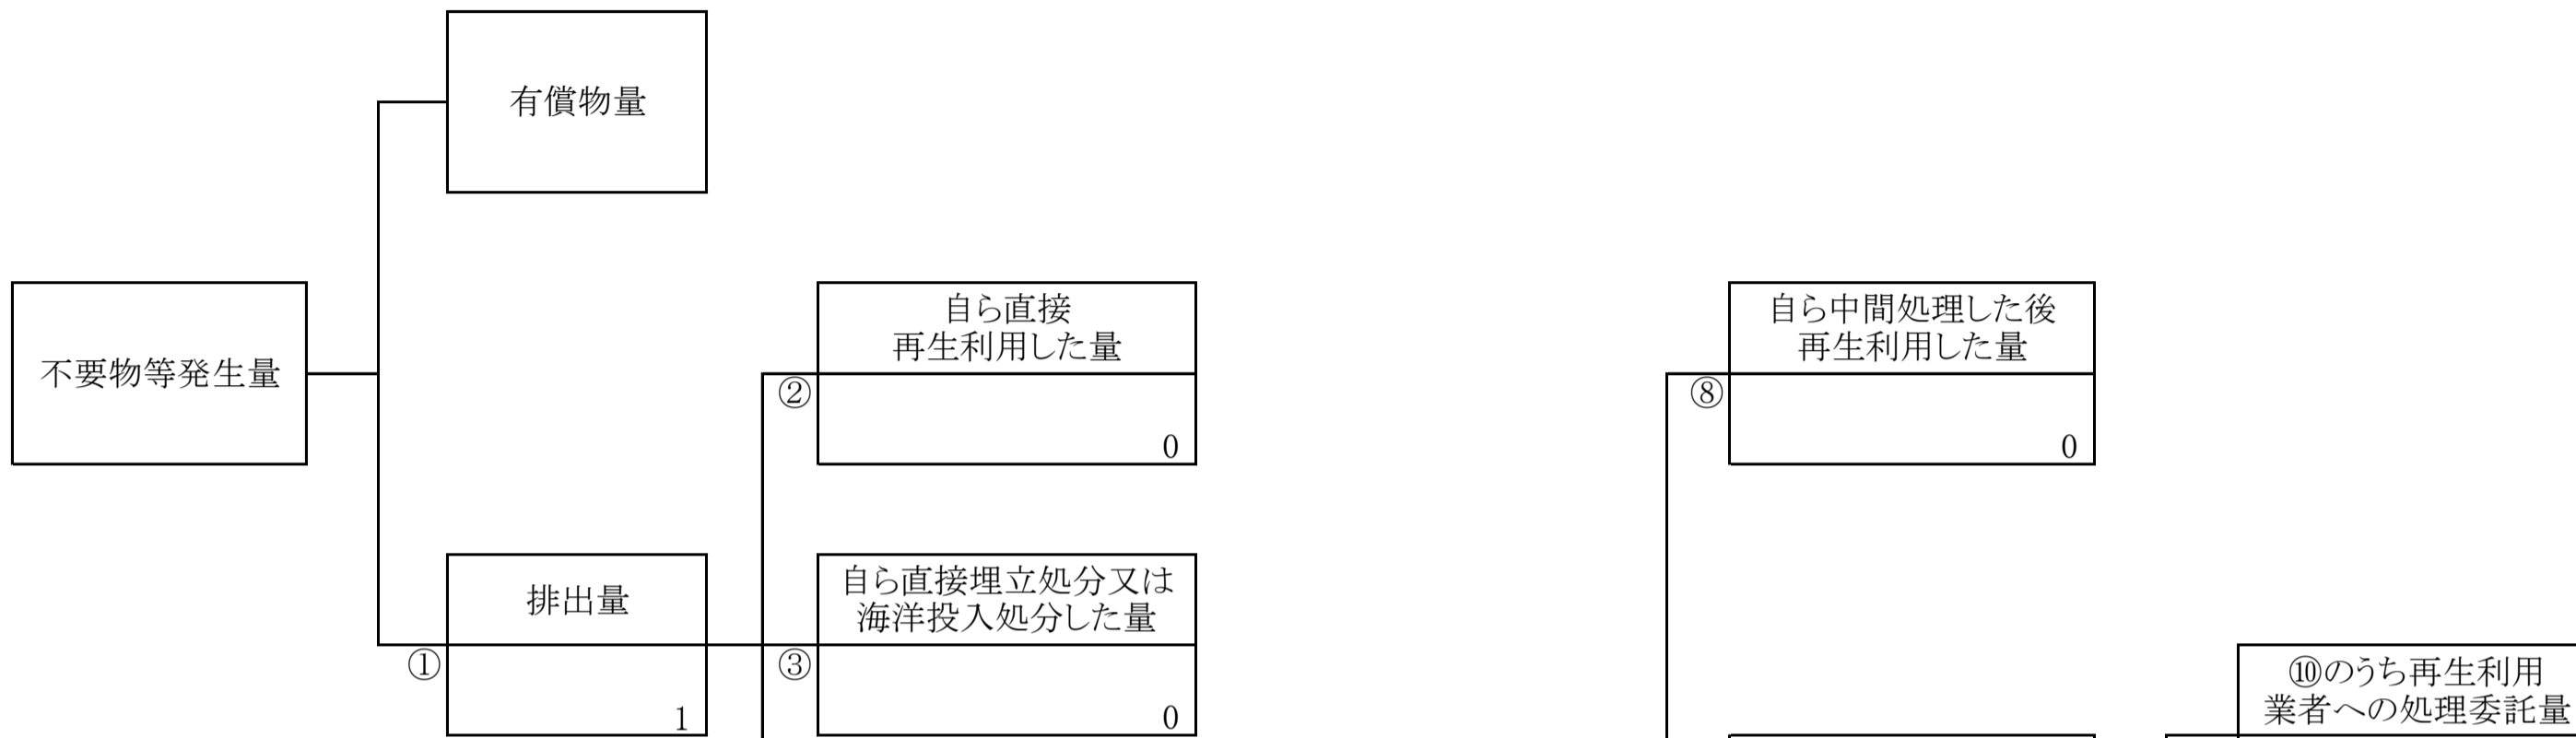 有償物量
不要物等発生量
自ら直接
再生利用した量
②
0
自ら中間処理した後
再生利用した量
⑧
0
排出量
①
1
自ら直接埋立処分又は
海洋投入処分した量
③
0
⑩のうち再生利用
業者への処理委託量